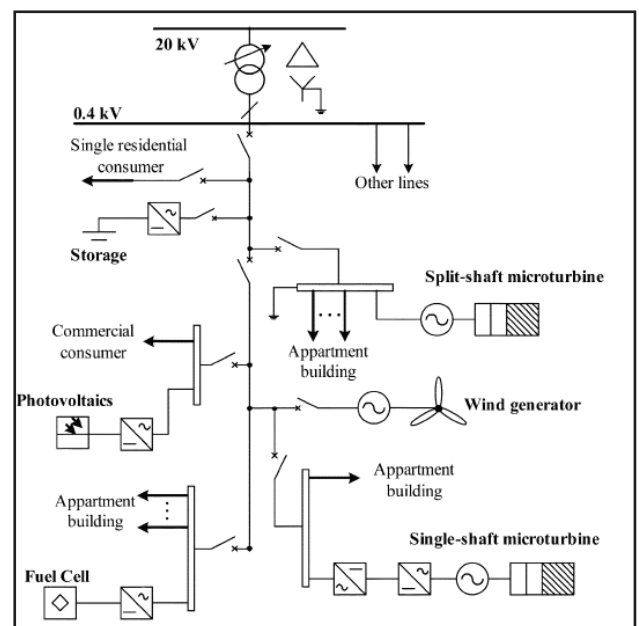 20 kV
0.4 kV
Single residential
consumer
Other lines
Storage
Split-shaft microturbine
Commercial
consumer
Appartment
building
Photovoltaics
Wind generator
Appartment
building
Appartment
building
Single-shaft microturbine
Fuel Cell